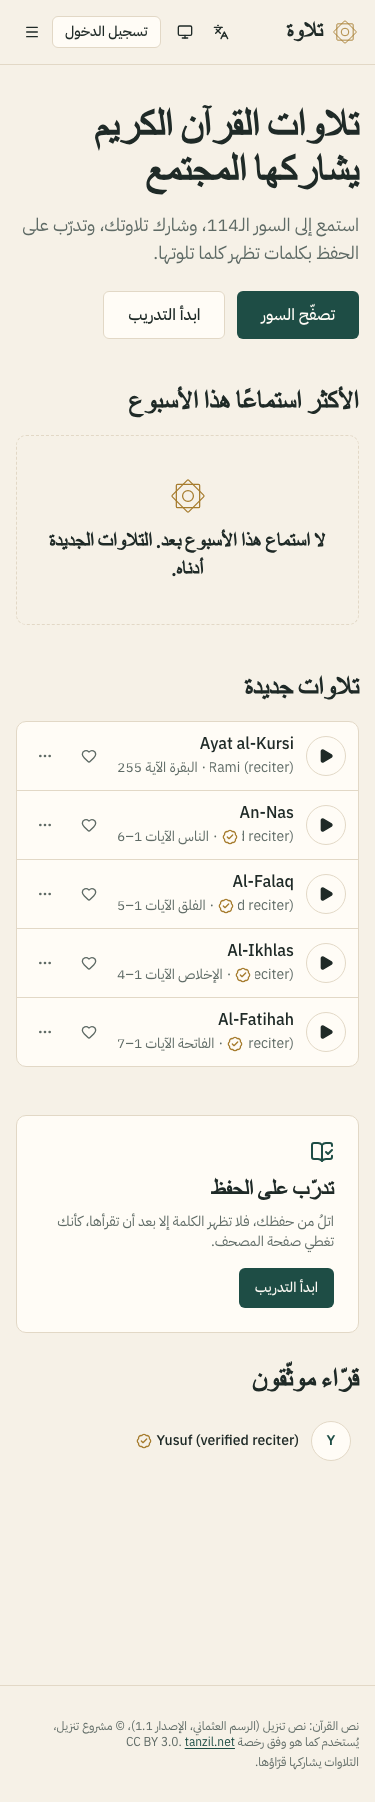 تلاوة
تسجيل الدخول
تلاوات القرآن الكريم
يشاركها المجتمع
استمع إلى السور الـ114، وشارك تلاوتك، وتدرّب على
الحفظ بكلمات تظهر كلما تلوتها.
تصفّح السور
ابدأ التدريب
الأكثر استماعًا هذا الأسبوع
لا استماع هذا الأسبوع بعد. التلاوات الجديدة
أدناه.
تلاوات جديدة
Ayat al-Kursi
Rami (reciter) · البقرة الآية 255
An-Nas
reciter) · الناس الآيات 1–6
Al-Falaq
d reciter) · الفلق الآيات 1–5
Al-Ikhlas
eciter) · الإخلاص الآيات 1–4
Al-Fatihah
reciter) · الفاتحة الآيات 1–7
تدرّب على الحفظ
اتلُ من حفظك، فلا تظهر الكلمة إلا بعد أن تقرأها، كأنك
تغطي صفحة المصحف.
ابدأ التدريب
قرّاء موثّقون
Y
Yusuf (verified reciter)
نص القرآن: نص تنزيل (الرسم العثماني، الإصدار 1.1)، © مشروع تنزيل،
يُستخدم كما هو وفق رخصة CC BY 3.0. tanzil.net
التلاوات يشاركها قرّاؤها.